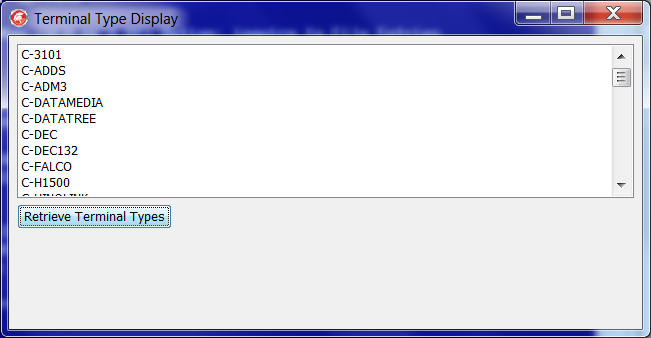 Terminal Type Display
C-3101
C-ADDS
C-ADM3
C-DATAMEDIA
C-DATATREE
C-DEC
C-DEC132
C-FALCO
C-H1500
Retrieve Terminal Types